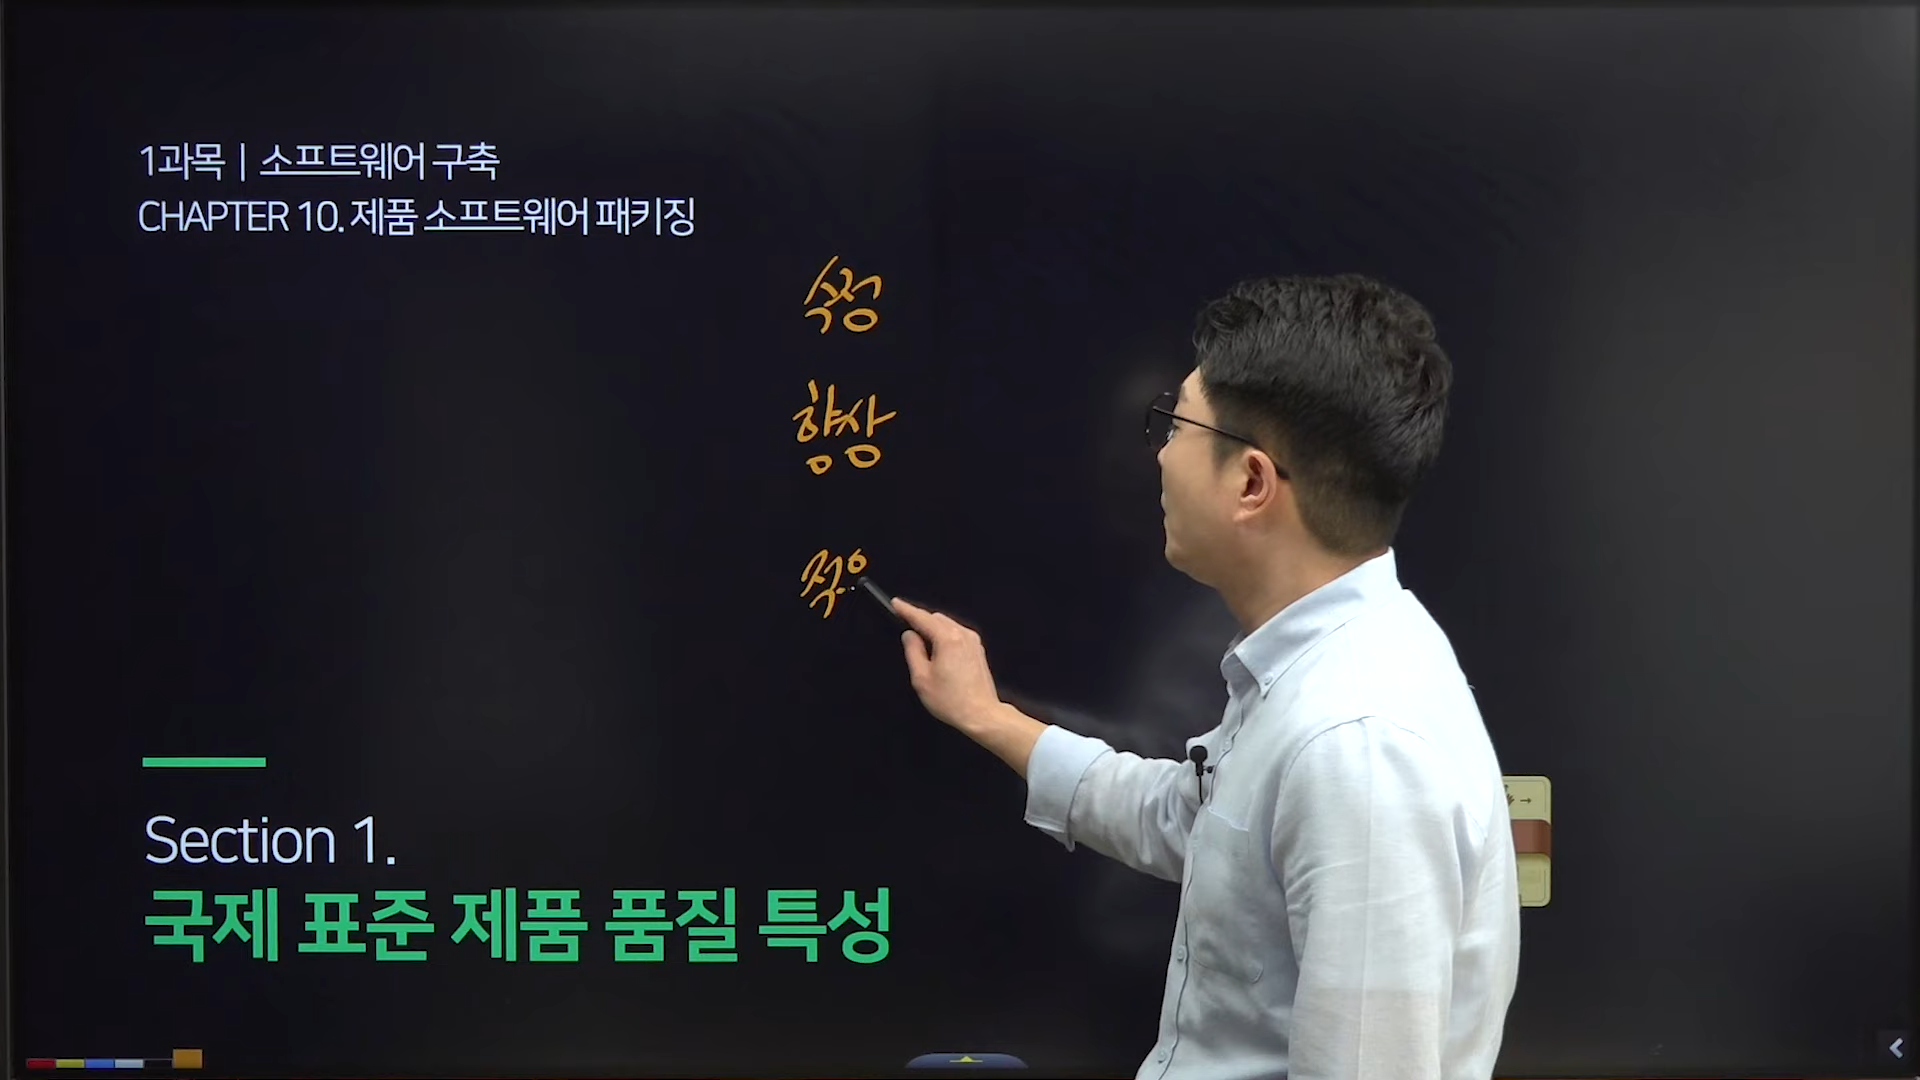 1과목 | 소프트웨어 구축
CHAPTER 10. 제품 소프트웨어 패키징
수정
향상
적
Section 1.
국제 표준 제품 품질 특성